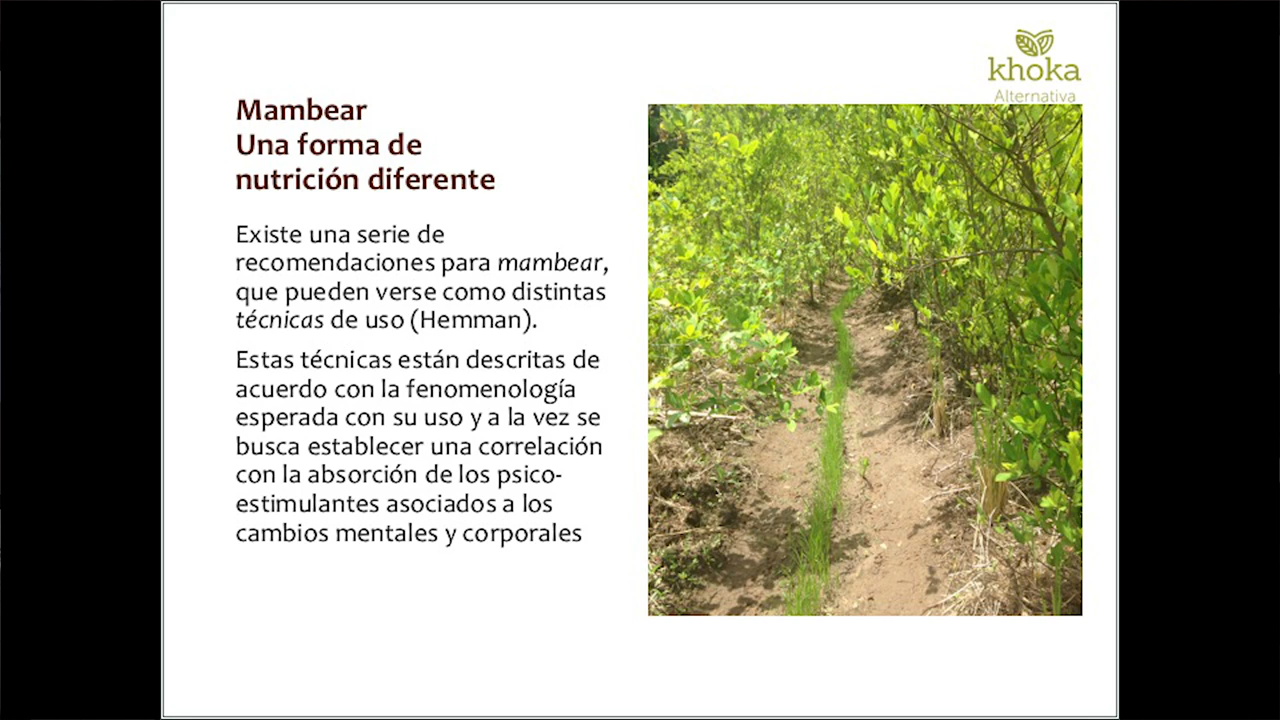 khoka
Alternativa
Mambear
Una forma de
nutrición diferente
Existe una serie de
recomendaciones para mambear,
que pueden verse como distintas
técnicas de uso (Hemman).
Estas técnicas están descritas de
acuerdo con la fenomenología
esperada con su uso y a la vez se
busca establecer una correlación
con la absorción de los psico-
estimulantes asociados a los
cambios mentales y corporales